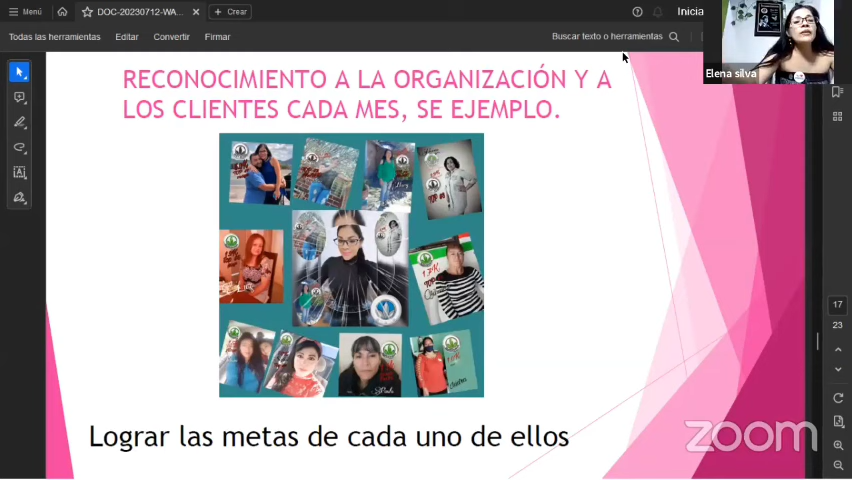 Menú
DOC-20230712-WA...
Crear
Inicia
Todas las herramientas
Editar
Convertir
Firmar
Buscar texto o herramientas
Elena silva
RECONOCIMIENTO A LA ORGANIZACIÓN Y A
LOS CLIENTES CADA MES, SE EJEMPLO.
Lograr las metas de cada uno de ellos
17
23
zoom